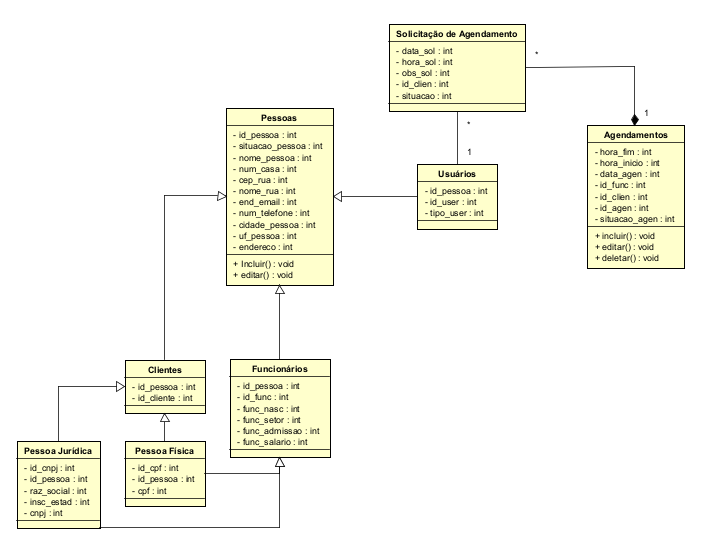 Solicitação de Agendamento
- data_sol : int
- hora_sol : int
- obs_sol : int
- id_clien : int
- situacao : int
*
1
*
1
Pessoas
- id_pessoa : int
- situacao_pessoa : int
- nome_pessoa : int
- num_casa : int
- cep_rua : int
- nome_rua : int
- end_email : int
- num_telefone : int
- cidade_pessoa : int
- uf_pessoa : int
- endereco : int
+ Incluir() : void
+ editar() : void
Usuários
- id_pessoa : int
- id_user : int
- tipo_user : int
Agendamentos
- hora_fim : int
- hora_inicio : int
- data_agen : int
- id_func : int
- id_clien : int
- id_agen : int
- situacao_agen : int
+ incluir() : void
+ editar() : void
+ deletar() : void
Clientes
- id_pessoa : int
- id_cliente : int
Funcionários
- id_pessoa : int
- id_func : int
- func_nasc : int
- func_setor : int
- func_admissao : int
- func_salario : int
Pessoa Jurídica
- id_cnpj : int
- id_pessoa : int
- raz_social : int
- insc_estad : int
- cnpj : int
Pessoa Física
- id_cpf : int
- id_pessoa : int
- cpf : int